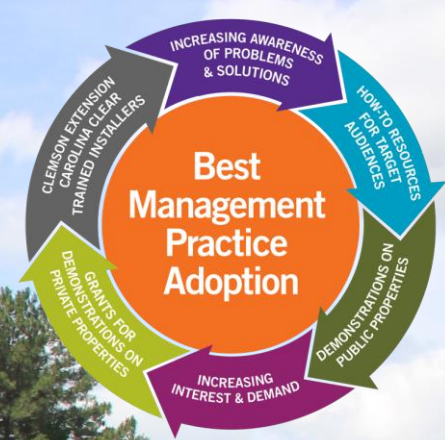 Best
Management
Practice
Adoption
INCREASING AWARENESS
OF PROBLEMS
& SOLUTIONS
HOW-TO RESOURCES
FOR TARGET
AUDIENCES
DEMONSTRATIONS ON
PUBLIC PROPERTIES
INCREASING
INTEREST & DEMAND
GRANTS FOR
DEMONSTRATIONS ON
PRIVATE PROPERTIES
CLEMSON EXTENSION
CAROLINA CLEAR
TRAINED INSTALLERS